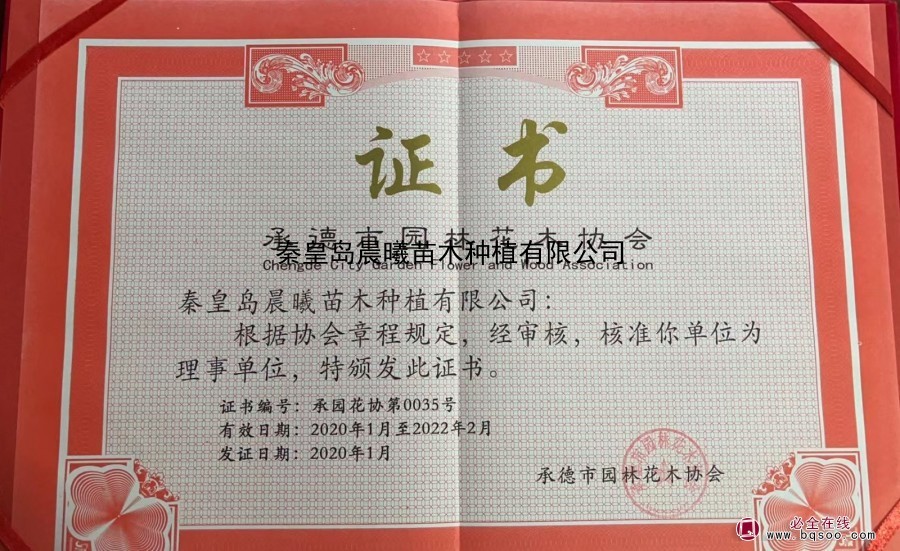 证书
承德市园林花木协会
秦皇岛晨曦苗木种植有限公司
Chengde City Garden Flower and Wood Association
秦皇岛晨曦苗木种植有限公司：
根据协会章程规定，经审核，核准你单位为
理事单位，特颁发此证书。
证书编号：承园花协第0035号
有效日期：2020年1月至2022年2月
发证日期：2020年1月
承德市园林花木协会
必全在线
www.bqsoo.com